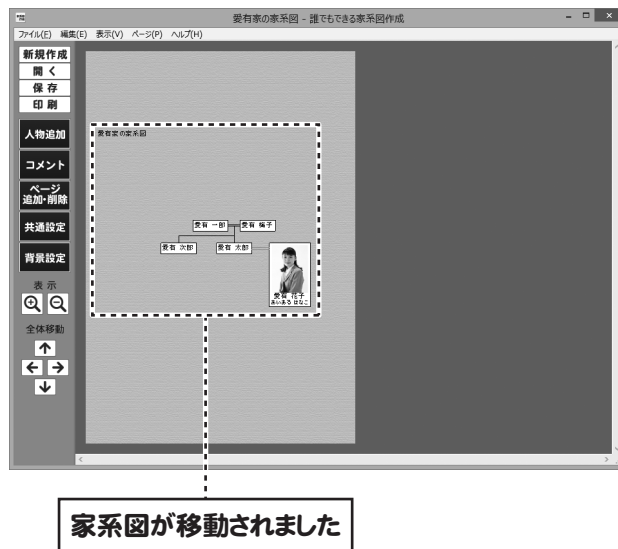 愛有家の家系図 - 誰でもできる家系図作成
ファイル(F) 編集(E) 表示(V) ページ(P) ヘルプ(H)
新規作成
開く
保存
印刷
人物追加
コメント
ページ
追加・削除
共通設定
背景設定
表示
全体移動
愛有家の家系図
愛有 一郎 愛有 梅子
愛有 次郎 愛有 太郎
愛有 花子
あいある はなこ
家系図が移動されました